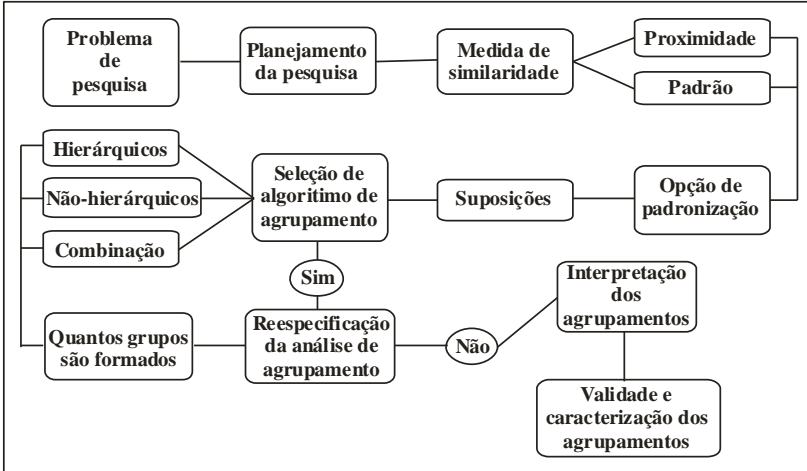 Problema
de
pesquisa
Planejamento
da pesquisa
Medida de
similaridade
Proximidade
Padrão
Hierárquicos
Não-hierárquicos
Combinação
Seleção de
algoritimo de
agrupamento
Suposições
Opção de
padronização
Sim
Quantos grupos
são formados
Reespecificação
da análise de
agrupamento
Não
Interpretação
dos
agrupamentos
Validade e
caracterização dos
agrupamentos